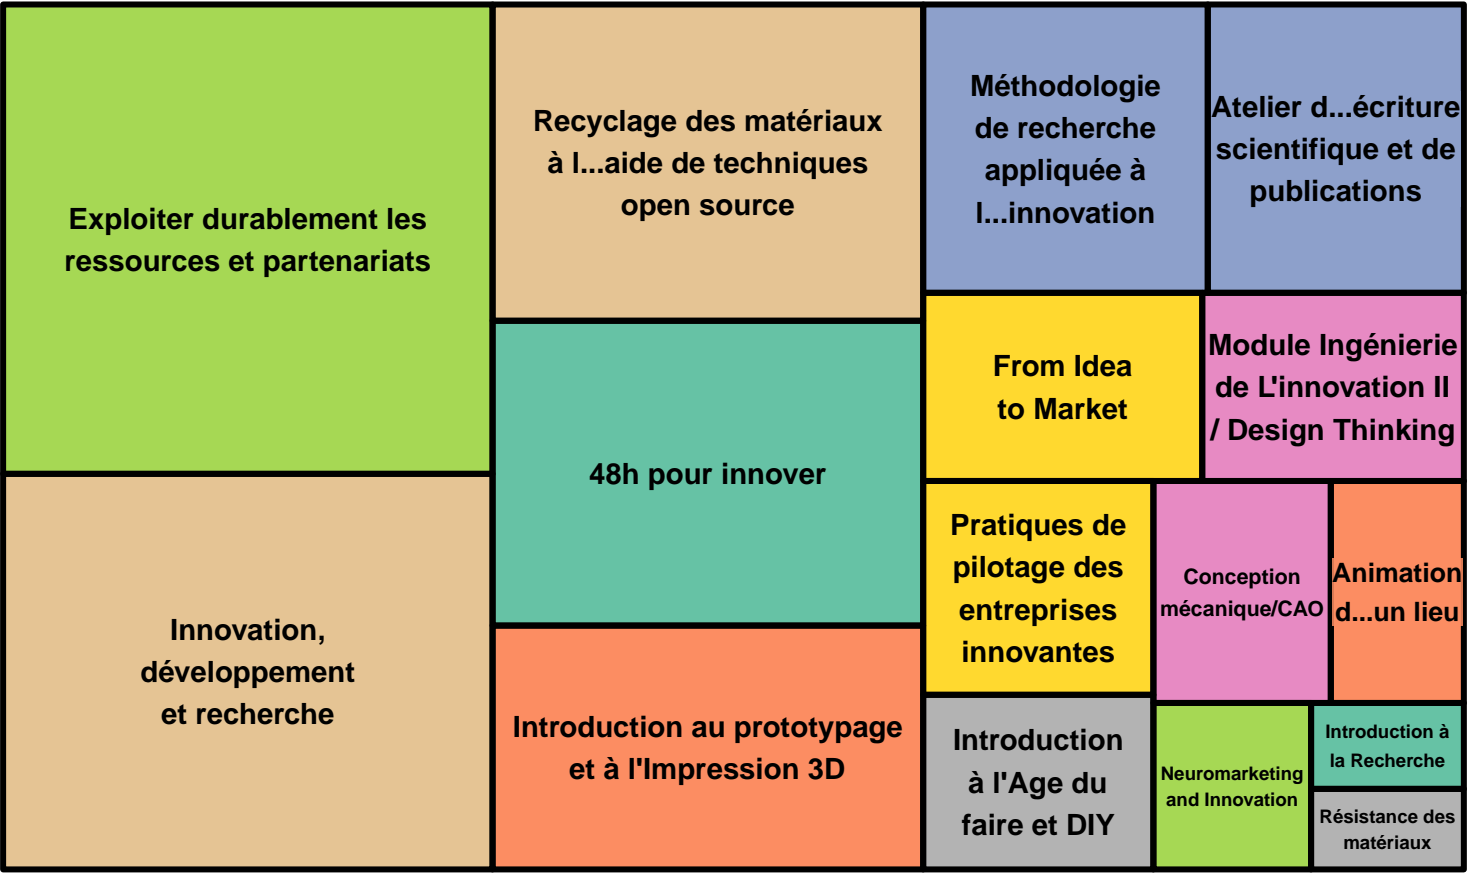 Exploiter durablement les
ressources et partenariats
Innovation,
développement
et recherche
Recyclage des matériaux
à l...aide de techniques
open source
48h pour innover
Introduction au prototypage
et à l'Impression 3D
Méthodologie
de recherche
appliquée à
l...innovation
Atelier d...écriture
scientifique et de
publications
From Idea
to Market
Module Ingénierie
de L'innovation II
/ Design Thinking
Pratiques de
pilotage des
entreprises
innovantes
Conception
mécanique/CAO
Animation
d...un lieu
Introduction
à l'Age du
faire et DIY
Neuromarketing
and Innovation
Introduction à
la Recherche
Résistance des
matériaux